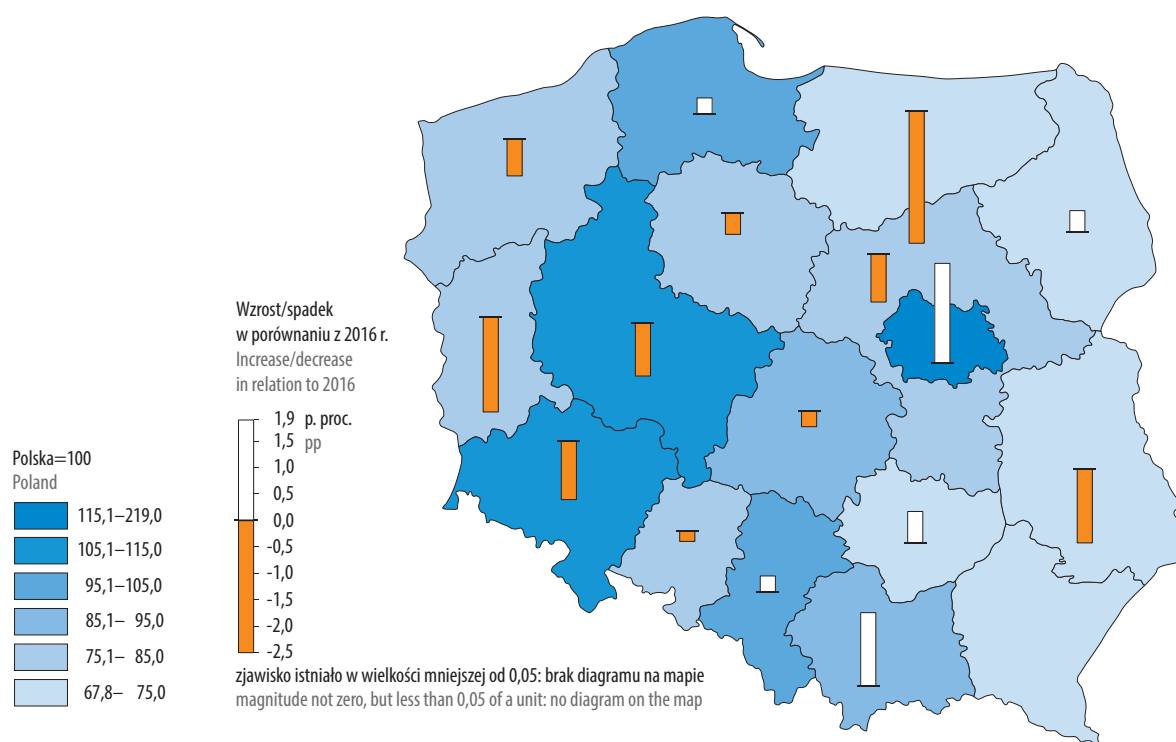 Wzrost/spadek
w porównaniu z 2016 r.
Increase/decrease
in relation to 2016
1,9 p. proc.
1,5 pp
1,0
0,5
0,0
-0,5
-1,0
-1,5
-2,0
-2,5
Polska=100
Poland
115,1–219,0
105,1–115,0
95,1–105,0
85,1– 95,0
75,1– 85,0
67,8– 75,0
zjawisko istniało w wielkości mniejszej od 0,05: brak diagramu na mapie
magnitude not zero, but less than 0,05 of a unit: no diagram on the map